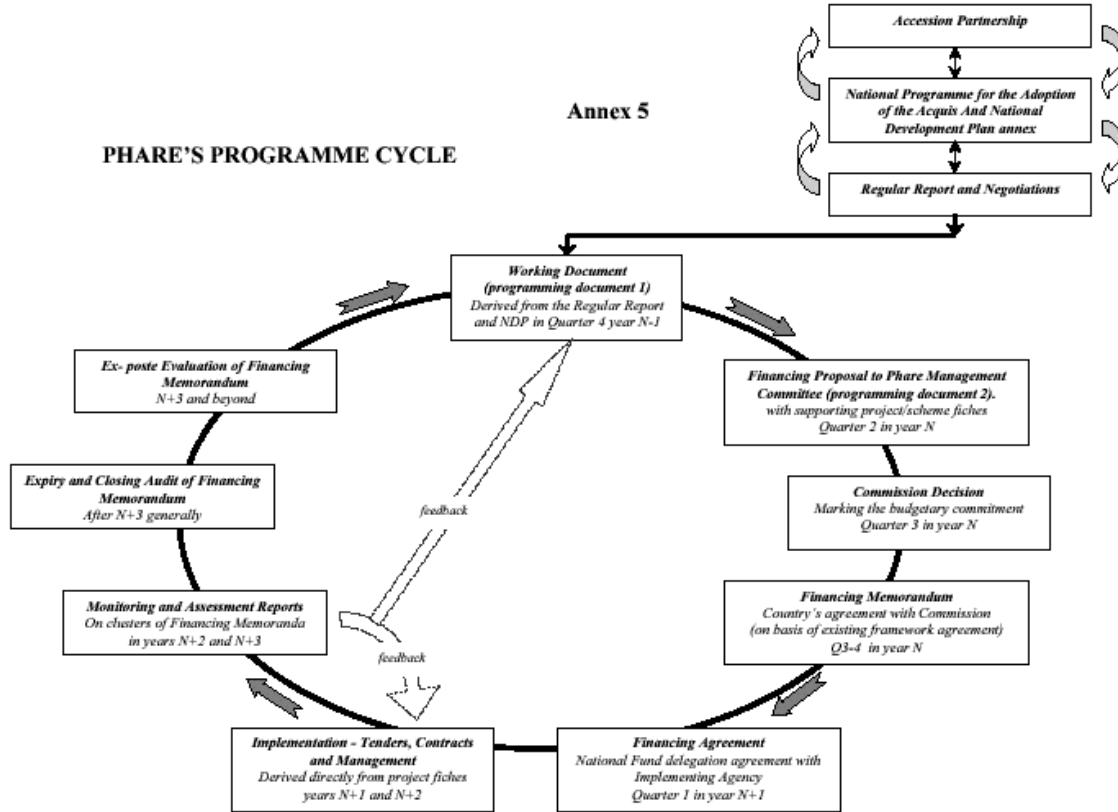 Accession Partnership
Annex 5
National Programme for the Adoption
of the Acquis And National
Development Plan annex
PHARE'S PROGRAMME CYCLE
Regular Report and Negotiations
Working Document
(programming document 1)
Derived from the Regular Report
and NDP in Quarter 4 year N-1
Financing Proposal to Phare Management
Committee (programming document 2).
with supporting project/scheme fiches
Quarter 2 in year N
Commission Decision
Marking the budgetary commitment
Quarter 3 in year N
Financing Memorandum
Country's agreement with Commission
(on basis of existing framework agreement)
Q3-4 in year N
Financing Agreement
National Fund delegation agreement with
Implementing Agency
Quarter 1 in year N+1
Implementation - Tenders, Contracts
and Management
Derived directly from project fiches
years N+1 and N+2
Monitoring and Assessment Reports
On clusters of Financing Memoranda
in years N+2 and N+3
Expiry and Closing Audit of Financing
Memorandum
After N+3 generally
Ex- poste Evaluation of Financing
Memorandum
N+3 and beyond
feedback
feedback